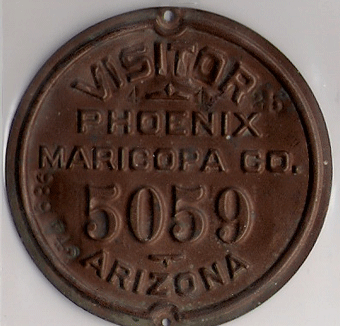 VISITOR
PHOENIX
MARICOPA CO.
5059
ARIZONA